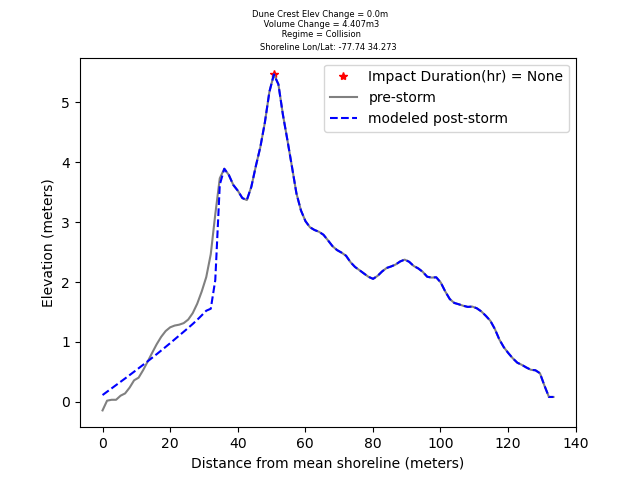 Dune Crest Elev Change = 0.0m
Volume Change = 4.407m3
Regime = Collision
Shoreline Lon/Lat: -77.74 34.273
Impact Duration(hr) = None
pre-storm
modeled post-storm
Elevation (meters)
5
4
3
2
1
0
0 20 40 60 80 100 120 140
Distance from mean shoreline (meters)